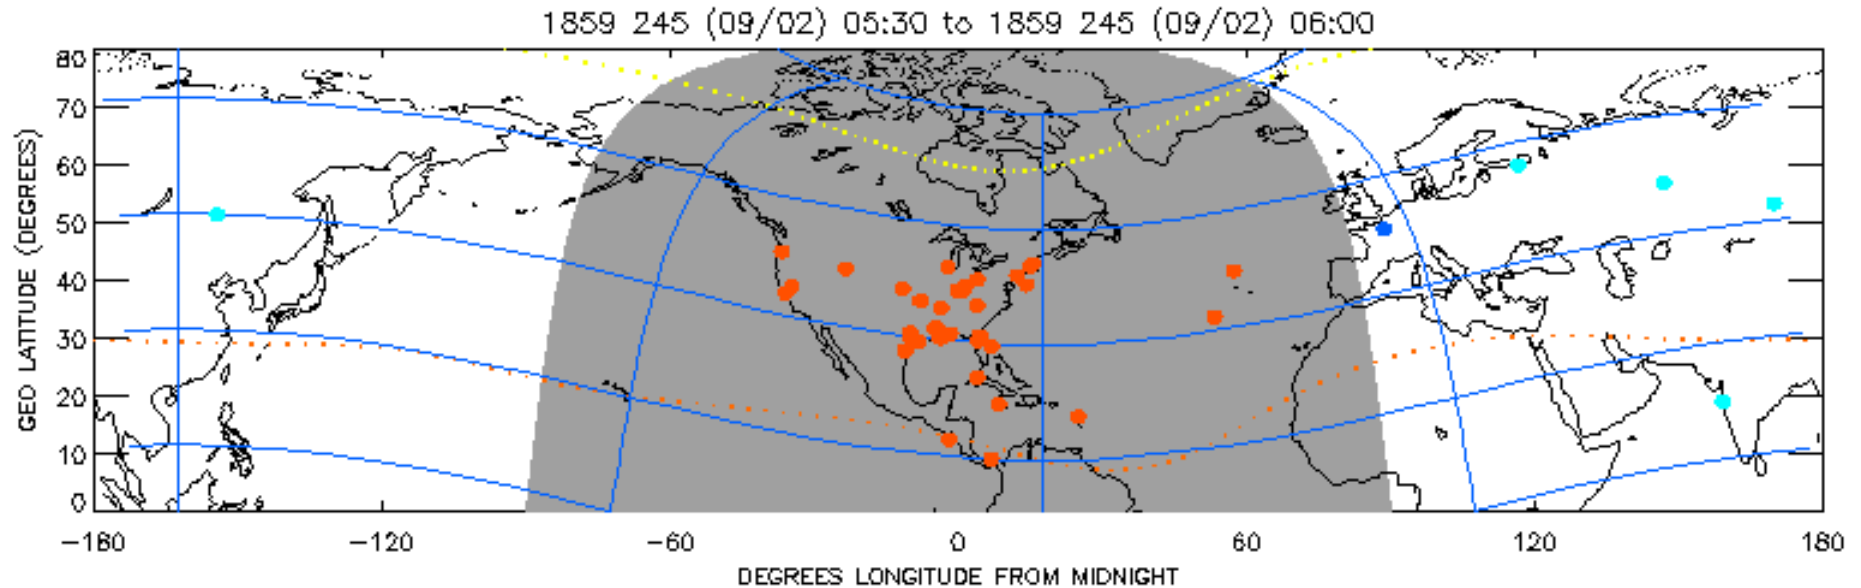 1859 245 (09/02) 05:30 to 1859 245 (09/02) 06:00
GEO LATITUDE (DEGREES)
80
70
60
50
40
30
20
10
0
-180 -120 -60 0 60 120 180
DEGREES LONGITUDE FROM MIDNIGHT